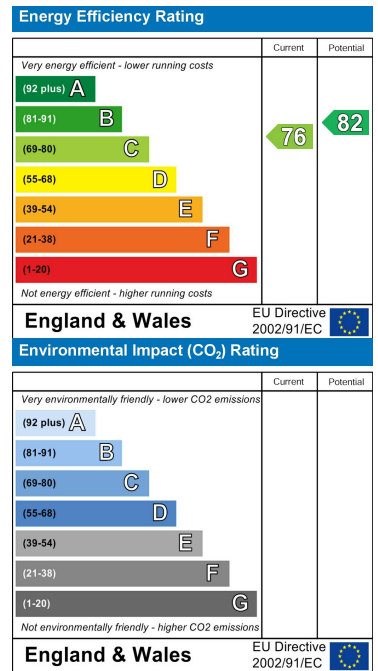 Energy Efficiency Rating
Current Potential
Very energy efficient - lower running costs
(92 plus) A
(81-91) B
(69-80) C
(55-68) D
(39-54) E
(21-38) F
(1-20) G
76
82
Not energy efficient - higher running costs
England & Wales
EU Directive
2002/91/EC
Environmental Impact (CO₂) Rating
Current Potential
Very environmentally friendly - lower CO2 emissions
(92 plus) A
(81-91) B
(69-80) C
(55-68) D
(39-54) E
(21-38) F
(1-20) G
Not environmentally friendly - higher CO2 emissions
England & Wales
EU Directive
2002/91/EC